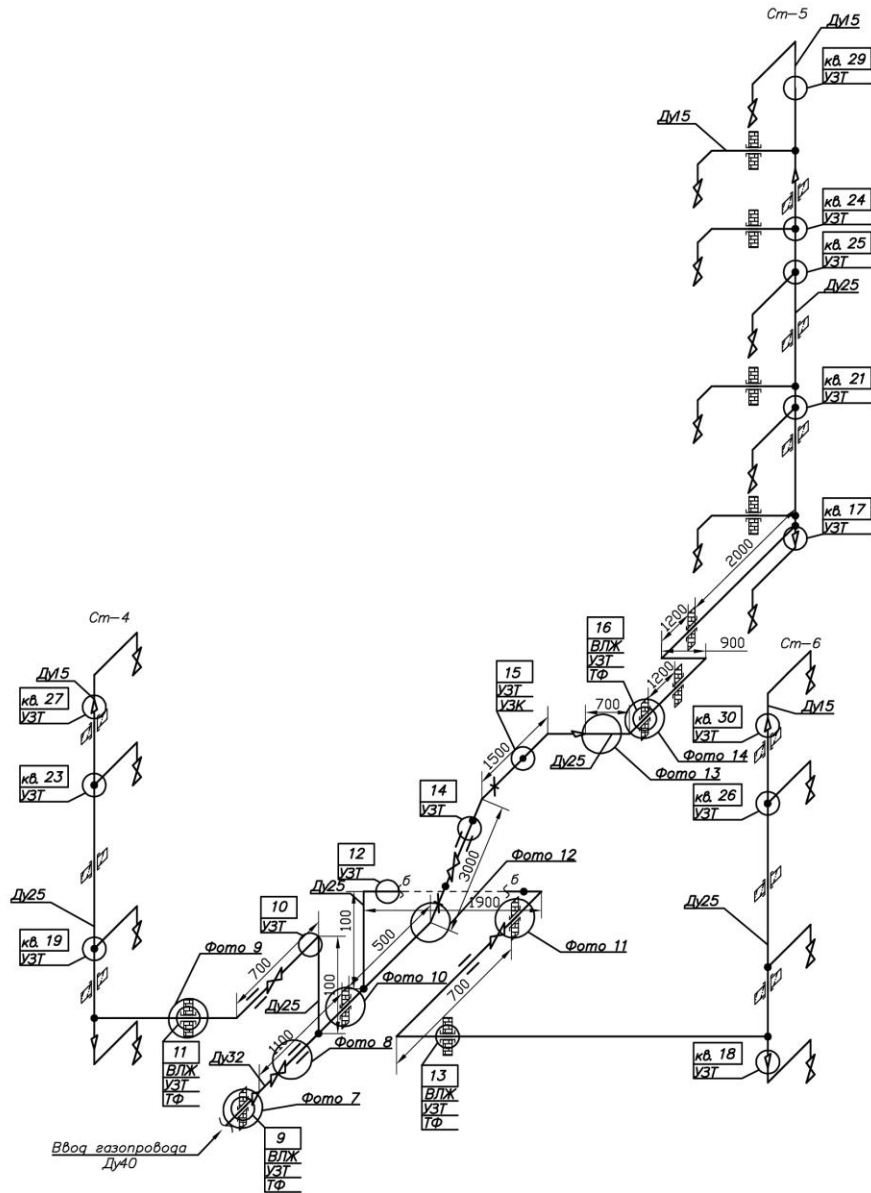 Ст-5
Ду15
кв. 29
УЗТ
Ду15
кв. 24
УЗТ
кв. 25
УЗТ
Ду25
кв. 21
УЗТ
кв. 17
УЗТ
2000
1200
900
1200
16
ВЛЖ
УЗТ
ТФ
700
Ду25
Фото 14
Фото 13
15
УЗТ
УЗК
1500
14
УЗТ
3000
Ст-4
Ду15
кв. 27
УЗТ
кв. 23
УЗТ
Ду25
кв. 19
УЗТ
Ст-6
Ду15
кв. 30
УЗТ
кв. 26
УЗТ
Ду25
кв. 18
УЗТ
12
УЗТ
б
Ду25
Фото 12
б
1900
100
500
10
УЗТ
Фото 9
700
100
Ду25
Фото 10
Фото 11
700
11
ВЛЖ
УЗТ
ТФ
1100
Фото 8
Ду32
13
ВЛЖ
УЗТ
ТФ
Фото 7
9
ВЛЖ
УЗТ
ТФ
Ввод газопровода
Ду40